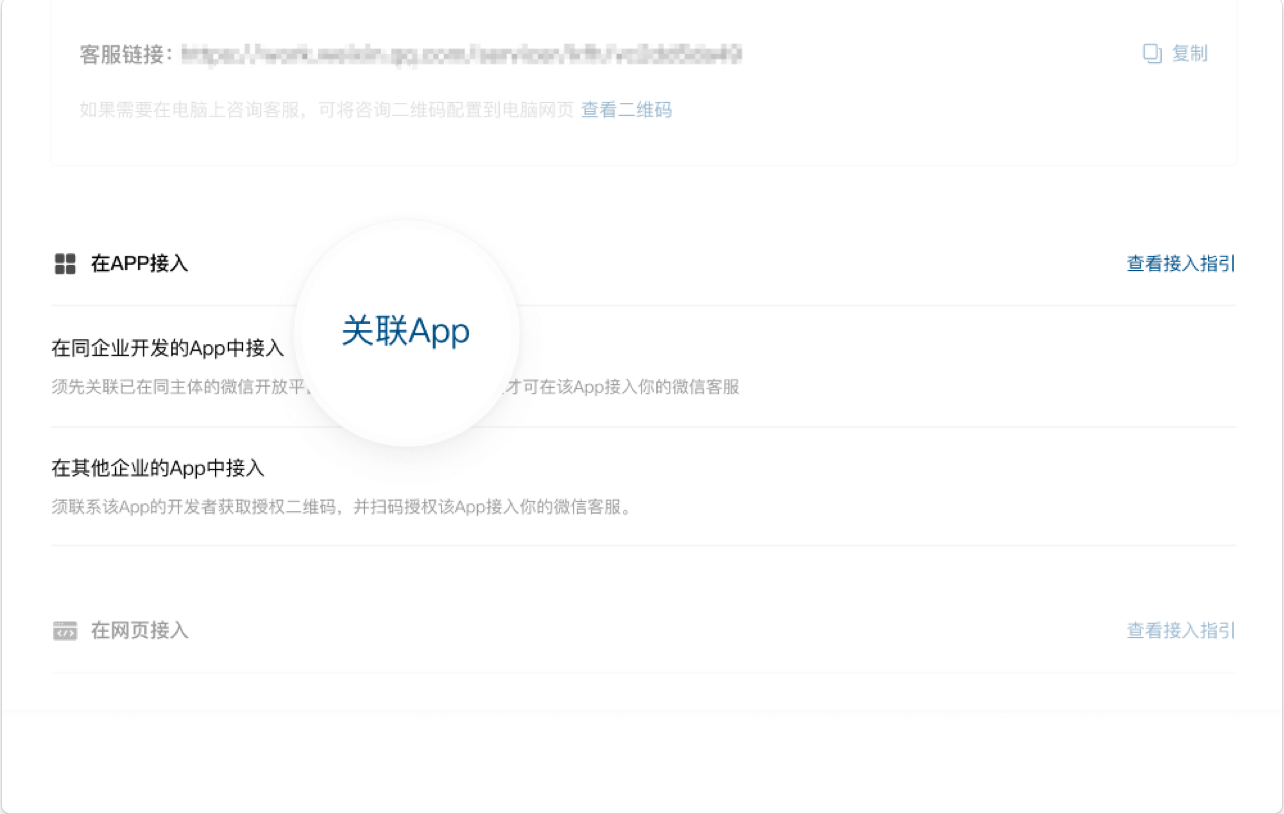 客服链接：
复制
如果需要在电脑上咨询客服，可将咨询二维码配置到电脑网页 查看二维码
在APP接入
查看接入指引
关联App
在同企业开发的App中接入
须先关联已在同主体的微信开放平 才可在该App接入你的微信客服
在其他企业的App中接入
须联系该App的开发者获取授权二维码，并扫码授权该App接入你的微信客服。
在网页接入
查看接入指引